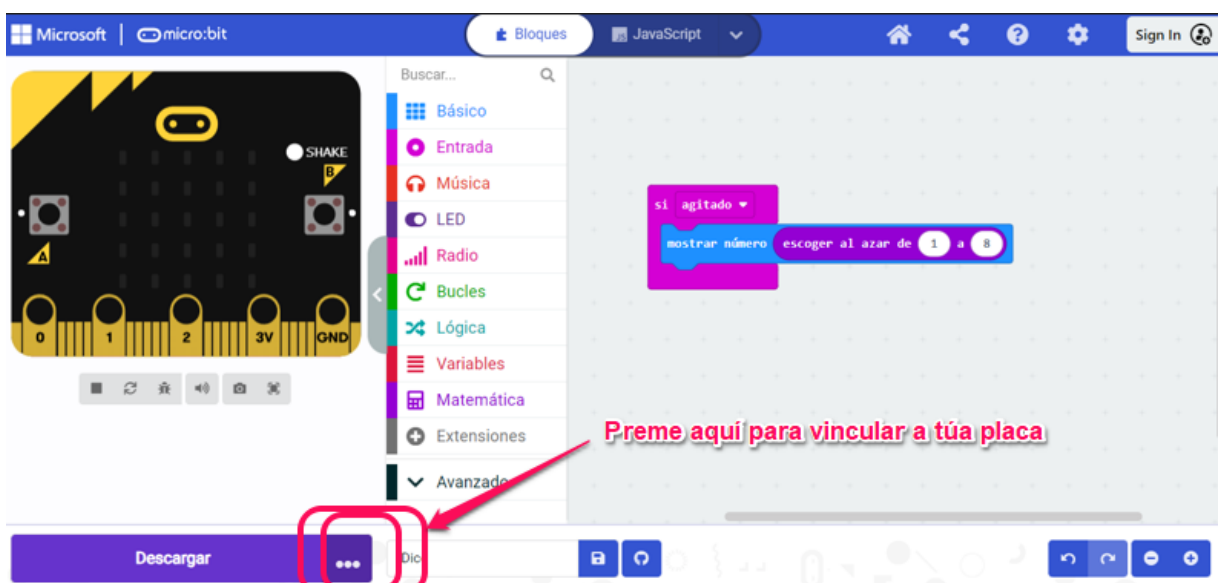 Microsoft
micro:bit
Bloques
JavaScript
Sign In
SHAKE
B
A
0
1
2
3V
GND
Buscar...
Básico
Entrada
Música
LED
Radio
Bucles
Lógica
Variables
Matemática
Extensiones
Avanzado
si agitado
mostrar número escoger al azar de 1 a 8
Preme aquí para vincular a túa placa
Descargar
...